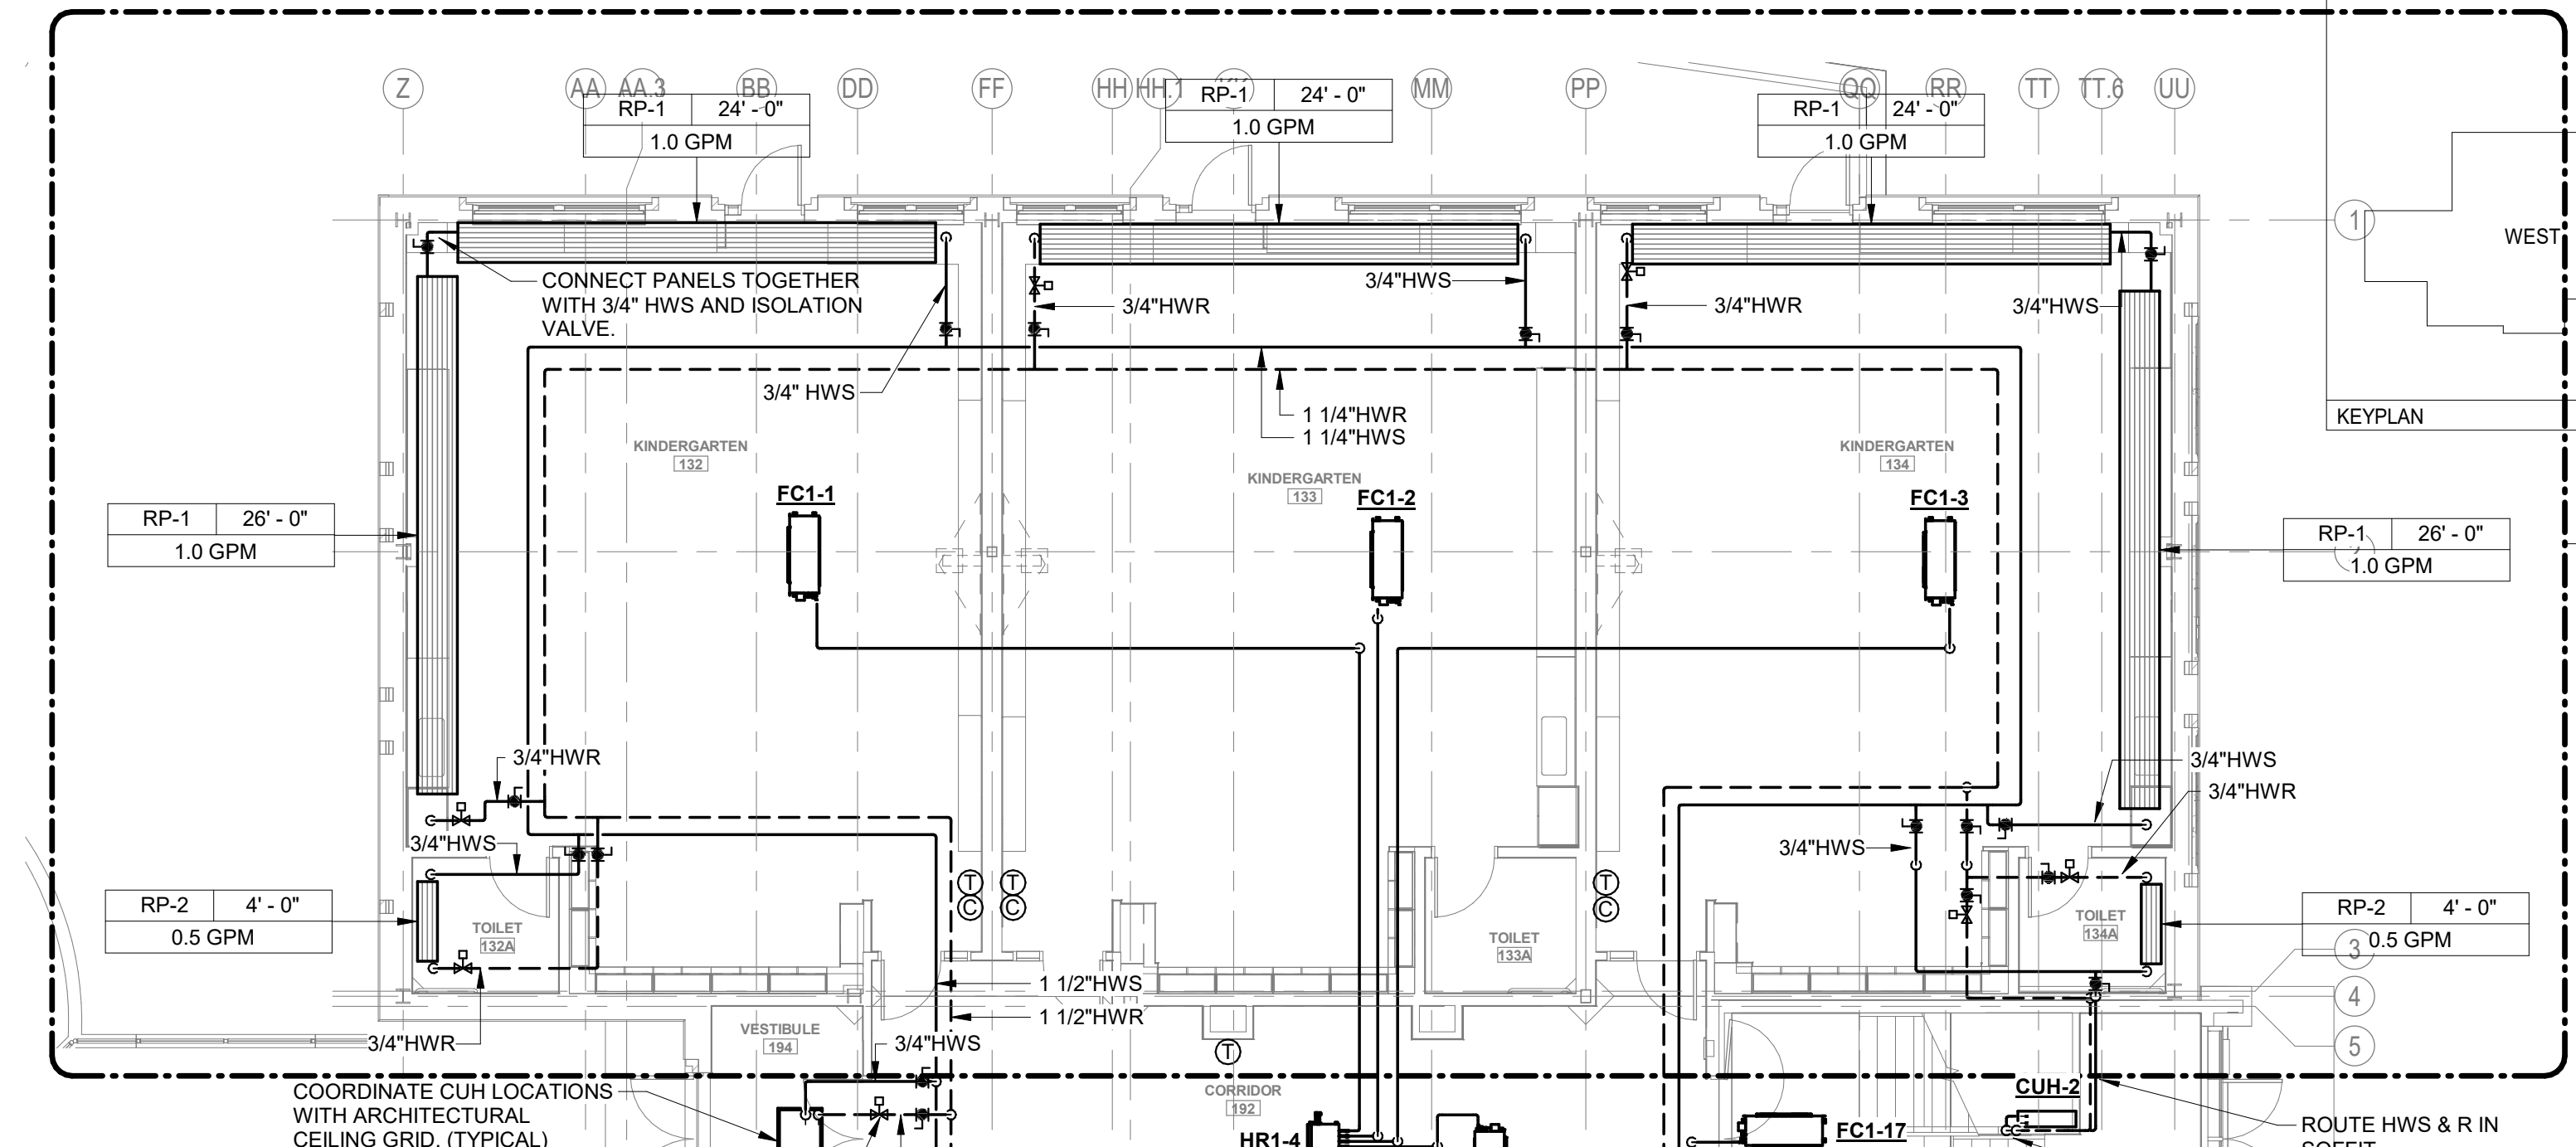 Z
AA
AA.3
BB
DD
FF
HH
HH.1
MM
PP
QQ
RR
TT
TT.6
UU
RP-1 24' - 0"
1.0 GPM
RP-1 24' - 0"
1.0 GPM
RP-1 24' - 0"
1.0 GPM
1
WEST
KEYPLAN
CONNECT PANELS TOGETHER
WITH 3/4" HWS AND ISOLATION
VALVE.
3/4" HWS
3/4"HWR
3/4"HWS
3/4"HWR
3/4"HWS
1 1/4"HWR
1 1/4"HWS
KINDERGARTEN
132
KINDERGARTEN
133
KINDERGARTEN
134
FC1-1
FC1-2
FC1-3
RP-1 26' - 0"
1.0 GPM
RP-1 26' - 0"
1.0 GPM
3/4"HWR
3/4"HWS
3/4"HWS
3/4"HWR
3/4"HWS
RP-2 4' - 0"
0.5 GPM
TOILET
132A
T
C
T
C
TOILET
133A
T
C
TOILET
134A
RP-2 4' - 0"
0.5 GPM
3
4
5
1 1/2"HWS
1 1/2"HWR
3/4"HWR
VESTIBULE
194
3/4"HWS
T
COORDINATE CUH LOCATIONS
WITH ARCHITECTURAL
CEILING GRID. (TYPICAL)
CORRIDOR
192
HR1-4
FC1-17
CUH-2
ROUTE HWS & R IN